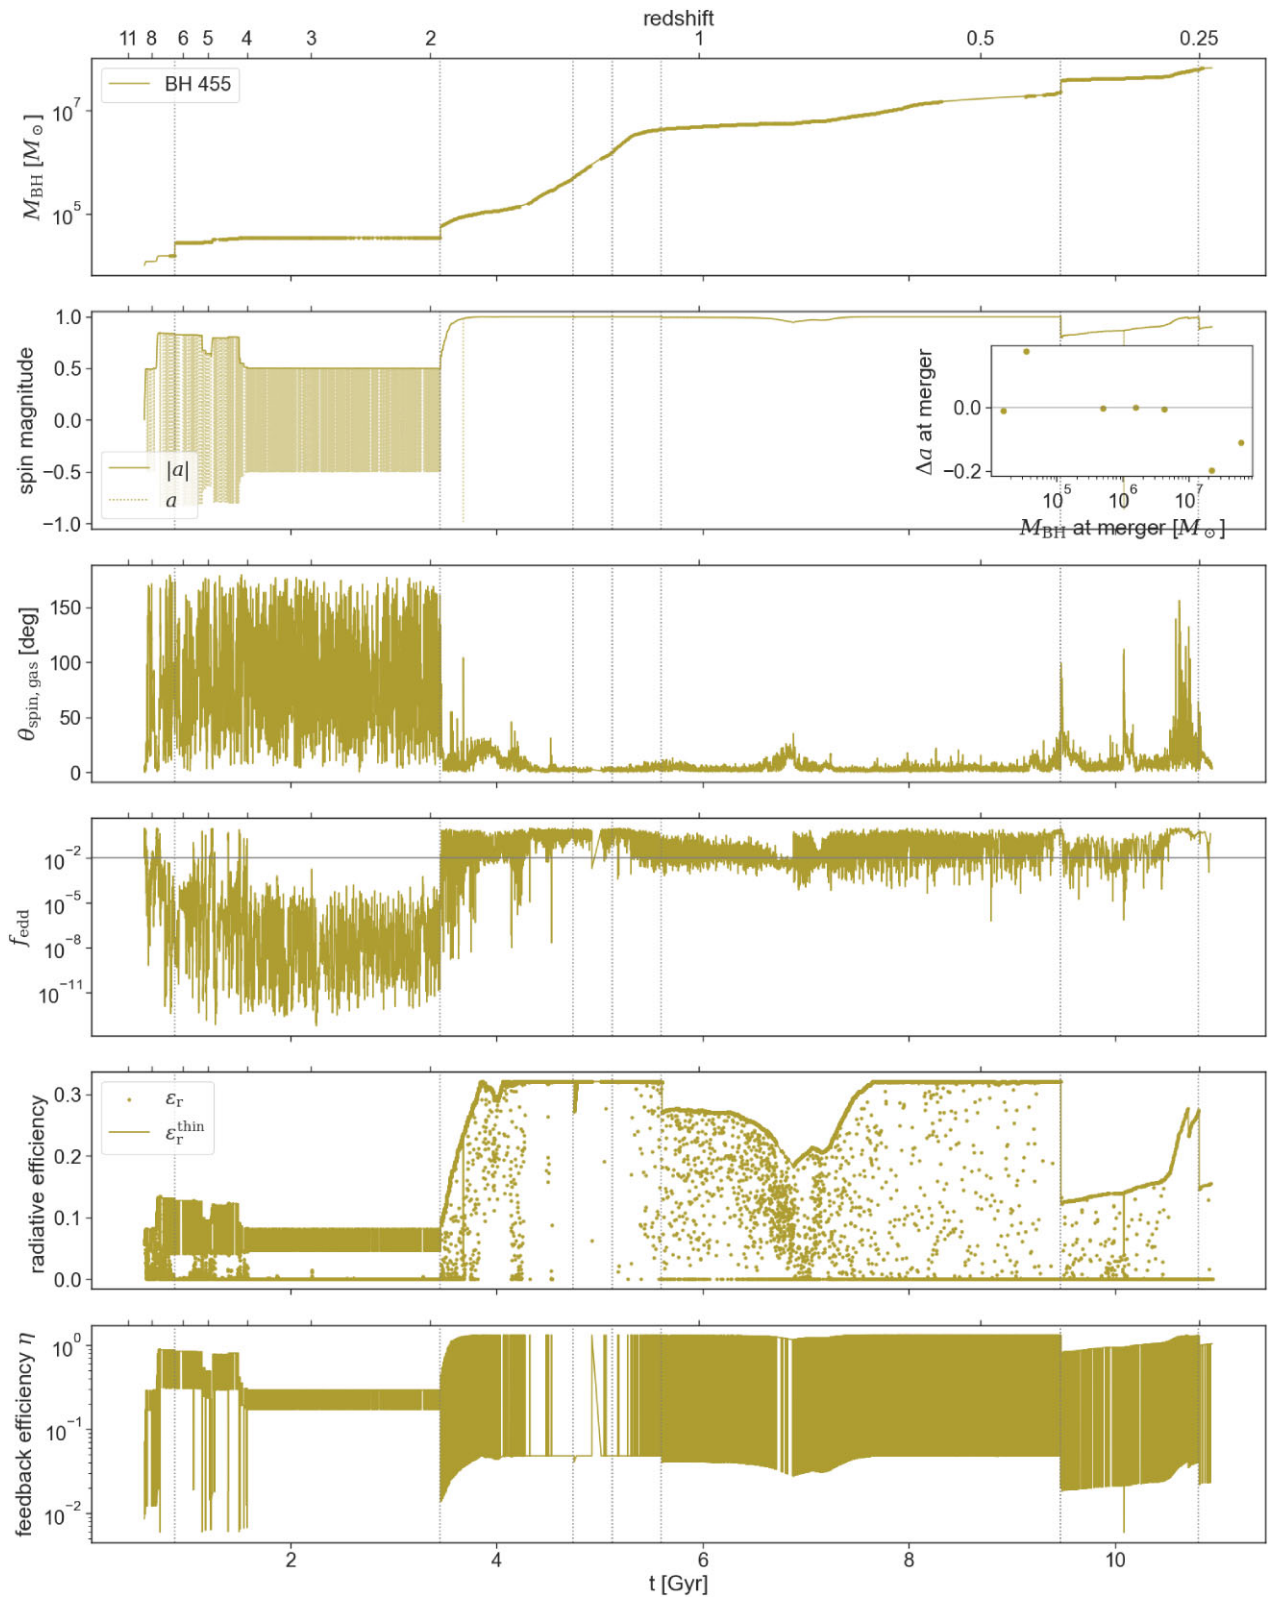 redshift
11 8 6 5 4 3 2 1 0.5 0.25
BH 455
M_BH [M_⊙]
10^7
10^5
spin magnitude
1.0
0.5
0.0
−0.5
−1.0
|a|
a
Δa at merger
0.0
−0.2
10^5 10^6 10^7
M_BH at merger [M_⊙]
θ_spin, gas [deg]
150
100
50
0
f_edd
10^−2
10^−5
10^−8
10^−11
radiative efficiency
0.3
0.2
0.1
0.0
ε_r
ε_r^thin
feedback efficiency η
10^0
10^−1
10^−2
2 4 6 8 10
t [Gyr]